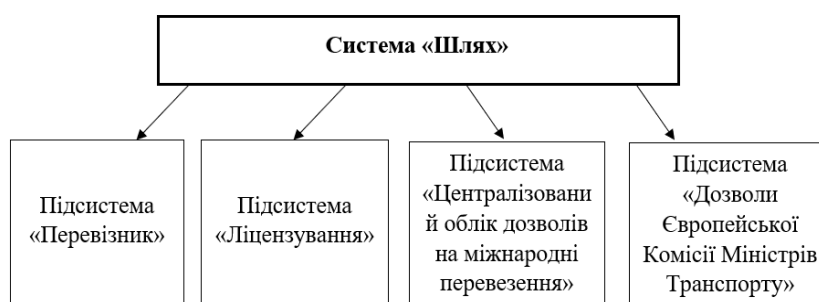 Система «Шлях»
Підсистема
«Перевізник»
Підсистема
«Ліцензування»
Підсистема
«Централізовани
й облік дозволів
на міжнародні
перевезення»
Підсистема
«Дозволи
Європейської
Комісії Міністрів
Транспорту»